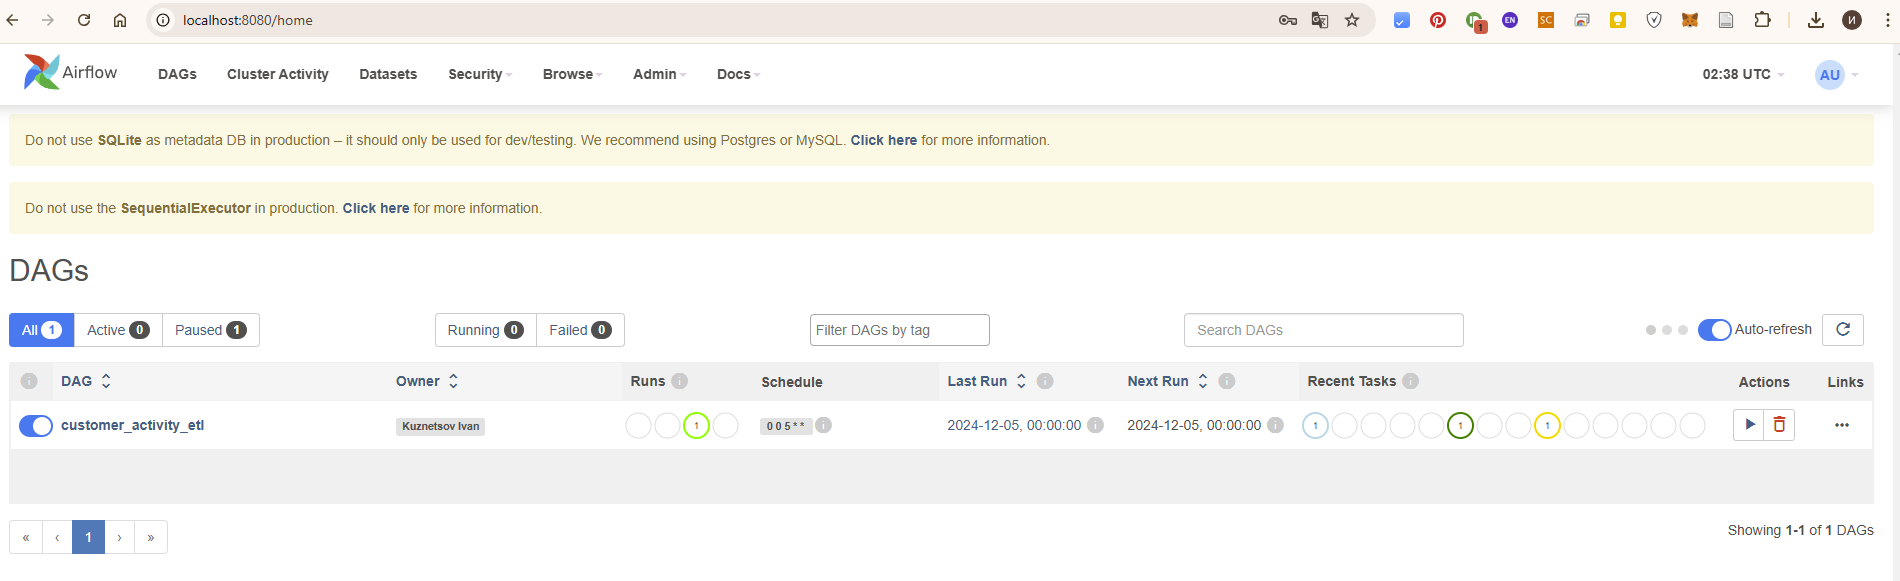 localhost:8080/home
EN
SC
1
И
Airflow
DAGs
Cluster Activity
Datasets
Security
Browse
Admin
Docs
02:38 UTC
AU
Do not use SQLite as metadata DB in production – it should only be used for dev/testing. We recommend using Postgres or MySQL. Click here for more information.
Do not use the SequentialExecutor in production. Click here for more information.
DAGs
All 1
Active 0
Paused 1
Running 0
Failed 0
Filter DAGs by tag
Search DAGs
Auto-refresh
DAG
Owner
Runs
Schedule
Last Run
Next Run
Recent Tasks
Actions
Links
customer_activity_etl
Kuznetsov Ivan
1
0 0 5 * *
2024-12-05, 00:00:00
2024-12-05, 00:00:00
1
1
1
« ‹ 1 › »
Showing 1-1 of 1 DAGs